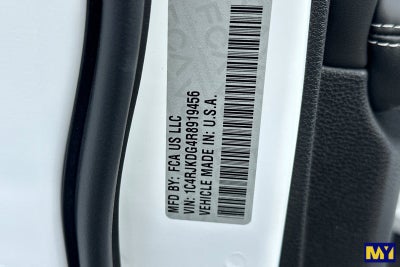 MFD BY: FCA US LLC
VIN: 1C4RJKDG4R8919456
VEHICLE MADE IN: U.S.A.
MY